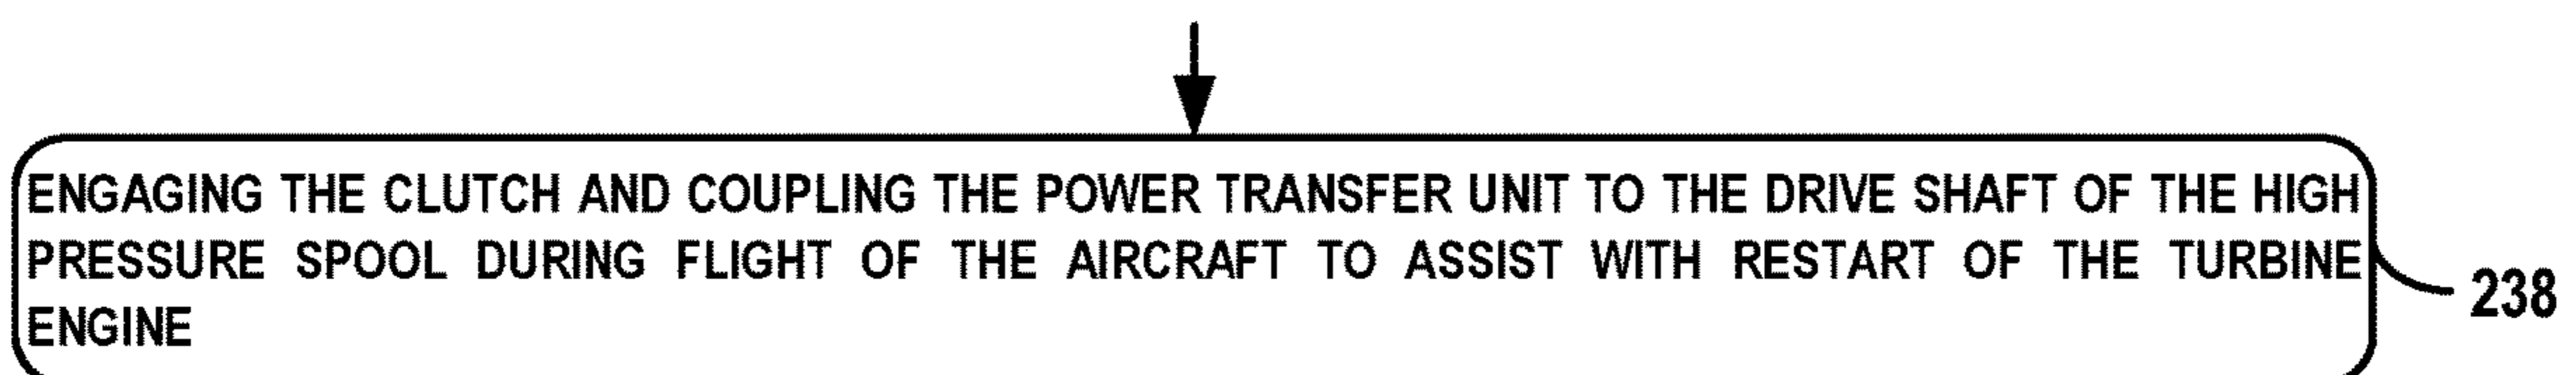 ENGAGING THE CLUTCH AND COUPLING THE POWER TRANSFER UNIT TO THE DRIVE SHAFT OF THE HIGH
PRESSURE SPOOL DURING FLIGHT OF THE AIRCRAFT TO ASSIST WITH RESTART OF THE TURBINE
ENGINE
238